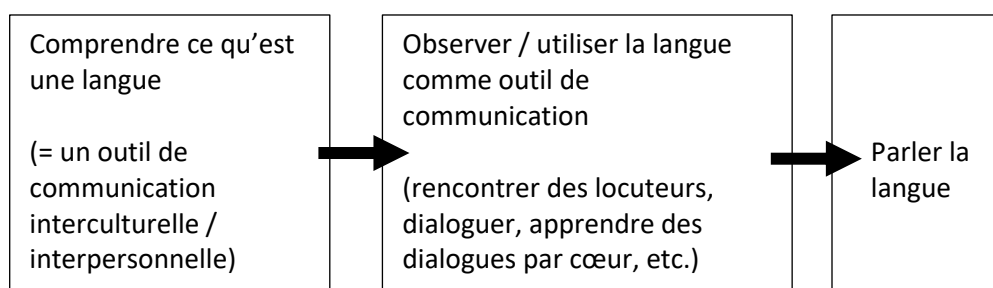 Comprendre ce qu’est
une langue
(= un outil de
communication
interculturelle /
interpersonnelle)
Observer / utiliser la langue
comme outil de
communication
(rencontrer des locuteurs,
dialoguer, apprendre des
dialogues par cœur, etc.)
Parler la
langue